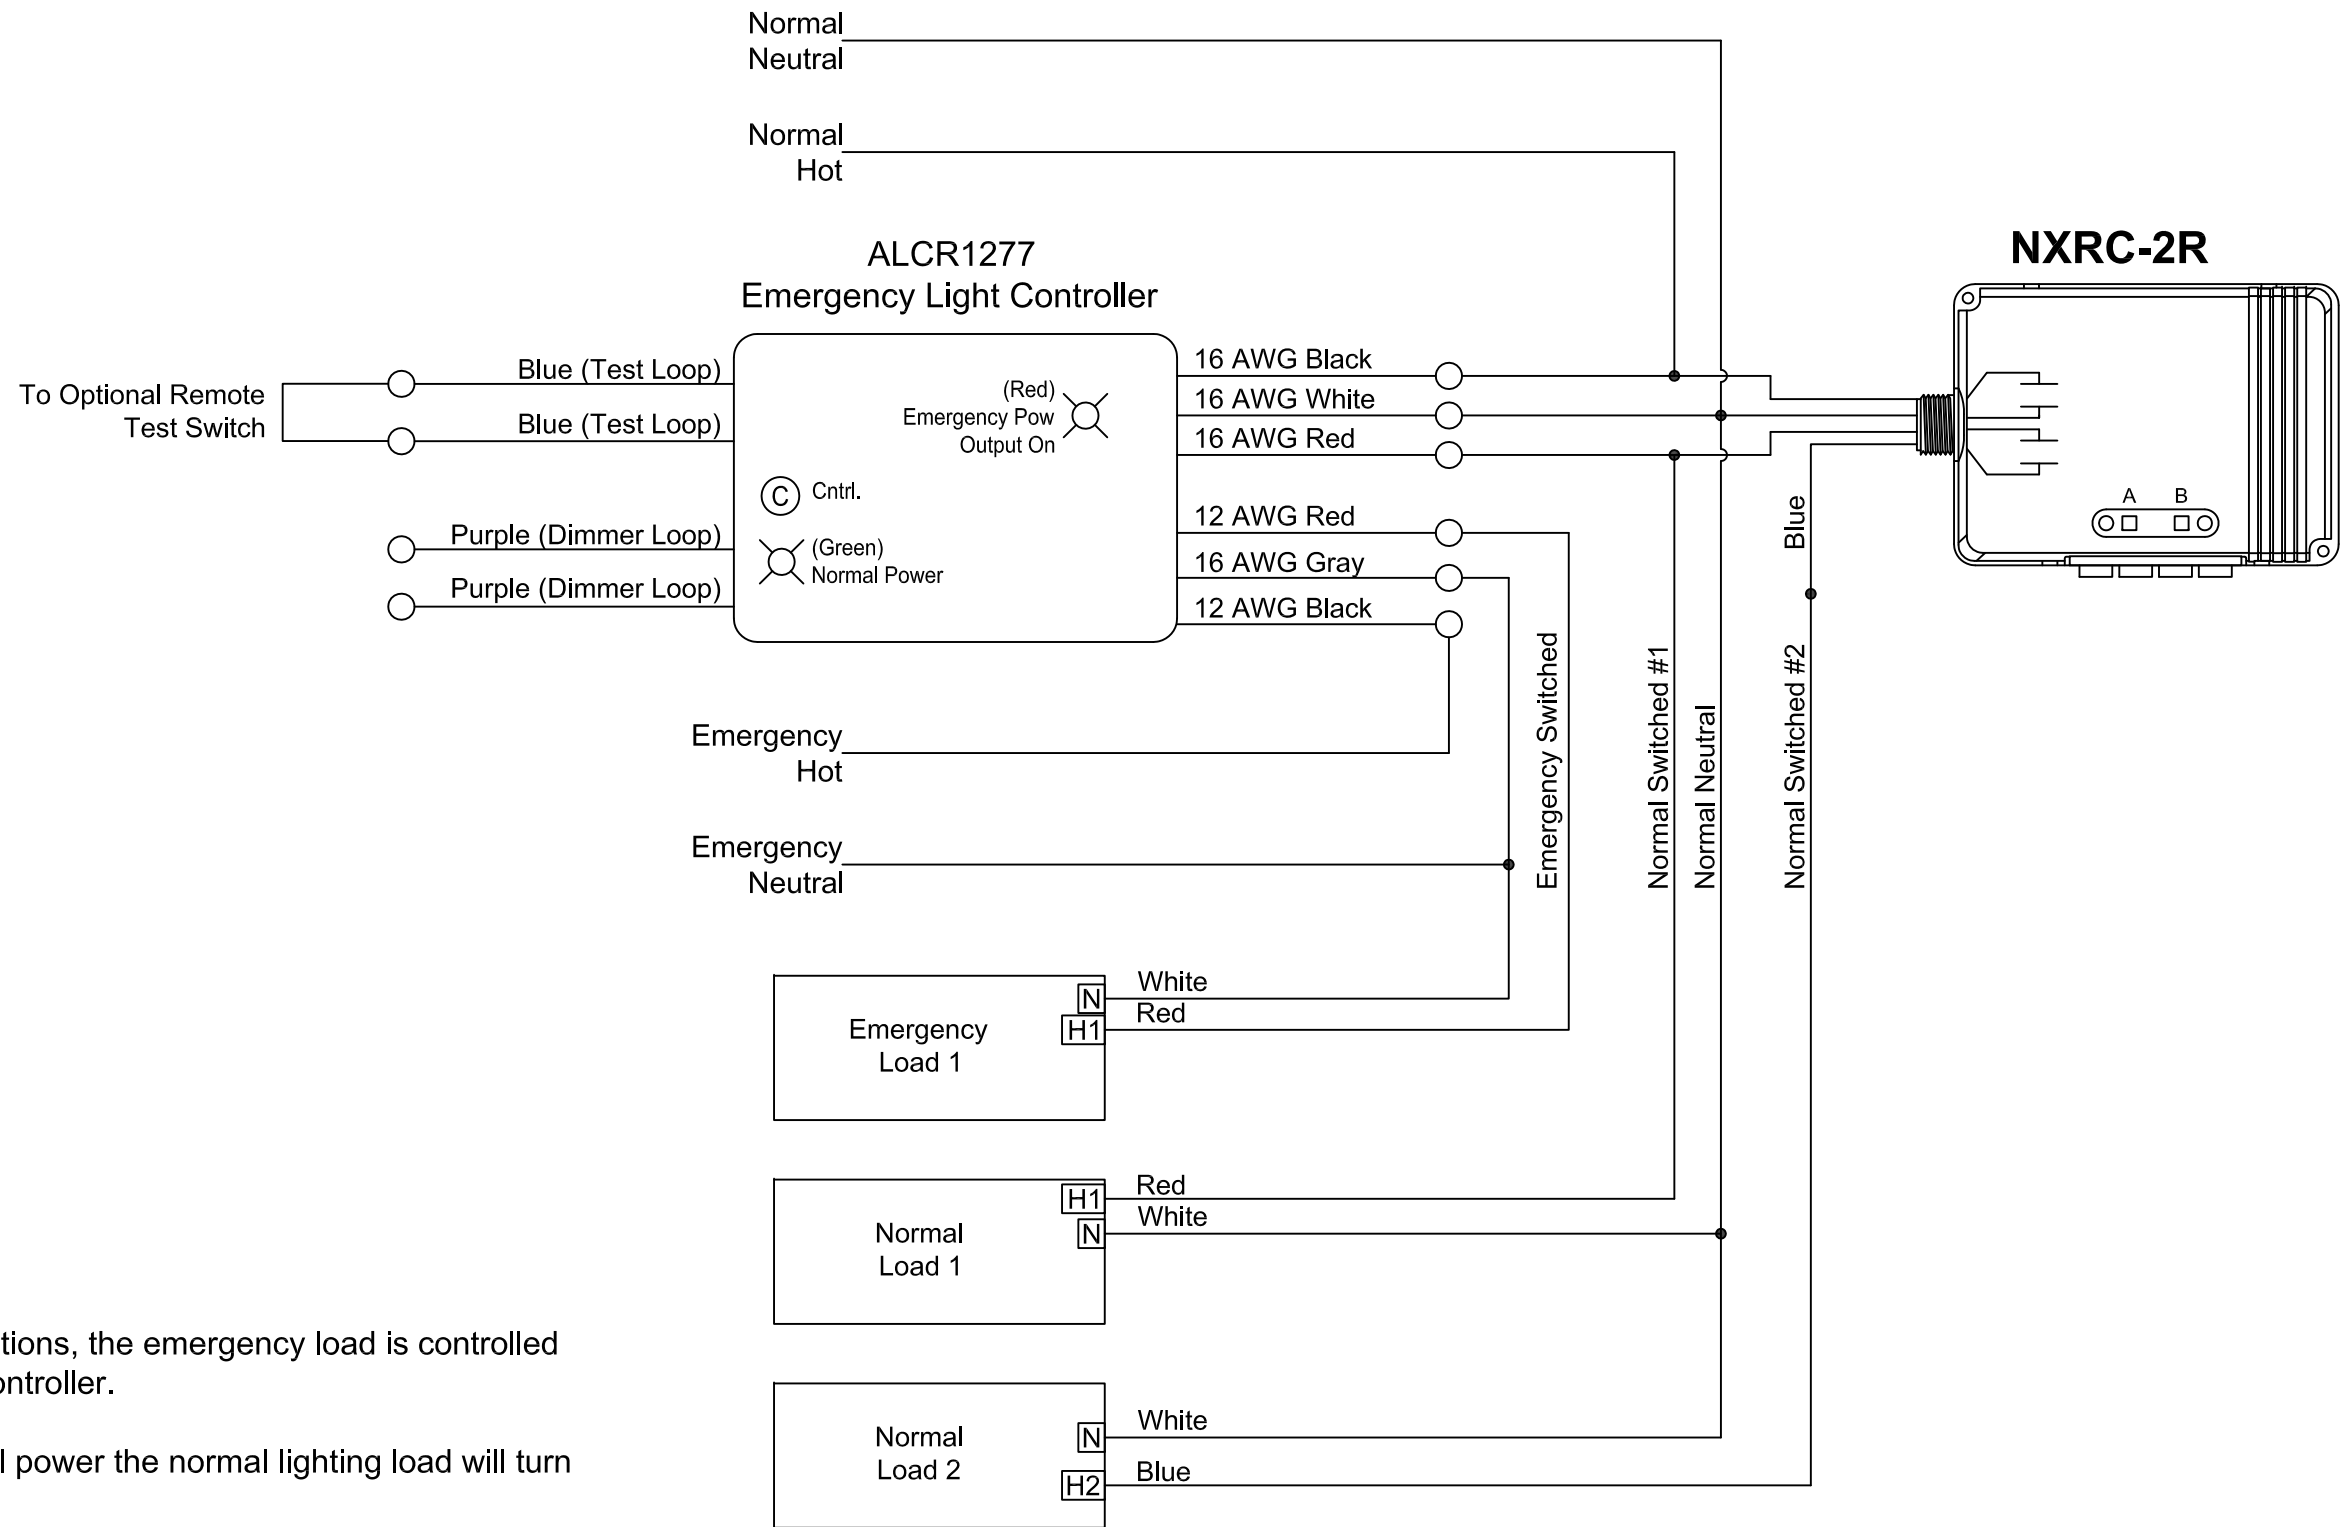 Normal
Neutral
Normal
Hot
ALCR1277
Emergency Light Controller
NXRC-2R
To Optional Remote
Test Switch
Blue (Test Loop)
Blue (Test Loop)
Purple (Dimmer Loop)
Purple (Dimmer Loop)
(Red)
Emergency Pow
Output On
C Cntrl.
(Green)
Normal Power
16 AWG Black
16 AWG White
16 AWG Red
12 AWG Red
16 AWG Gray
12 AWG Black
A B
Blue
Emergency Switched
Normal Switched #1
Normal Neutral
Normal Switched #2
Emergency
Hot
Emergency
Neutral
Emergency
Load 1
N
H1
White
Red
Normal
Load 1
H1
N
Red
White
Normal
Load 2
N
H2
White
Blue
tions, the emergency load is controlled
ontroller.
l power the normal lighting load will turn